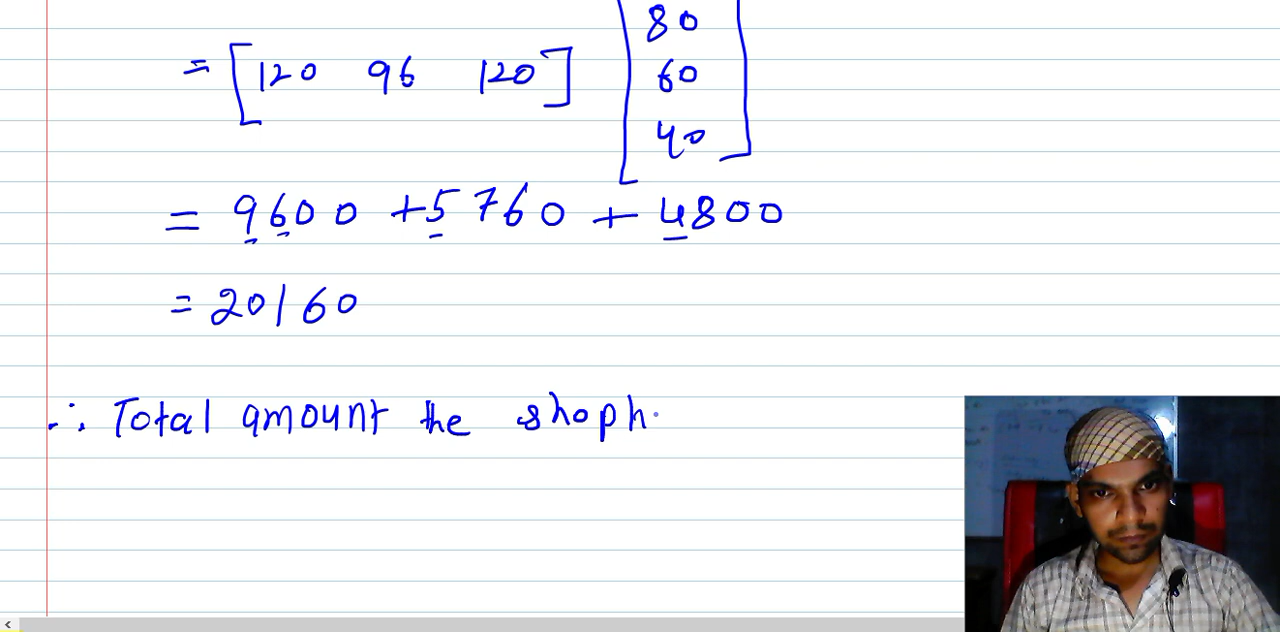 80
= [120 96 120] 60
40
= 9600 + 5760 + 4800
= 20160
∴ Total amount the shoph